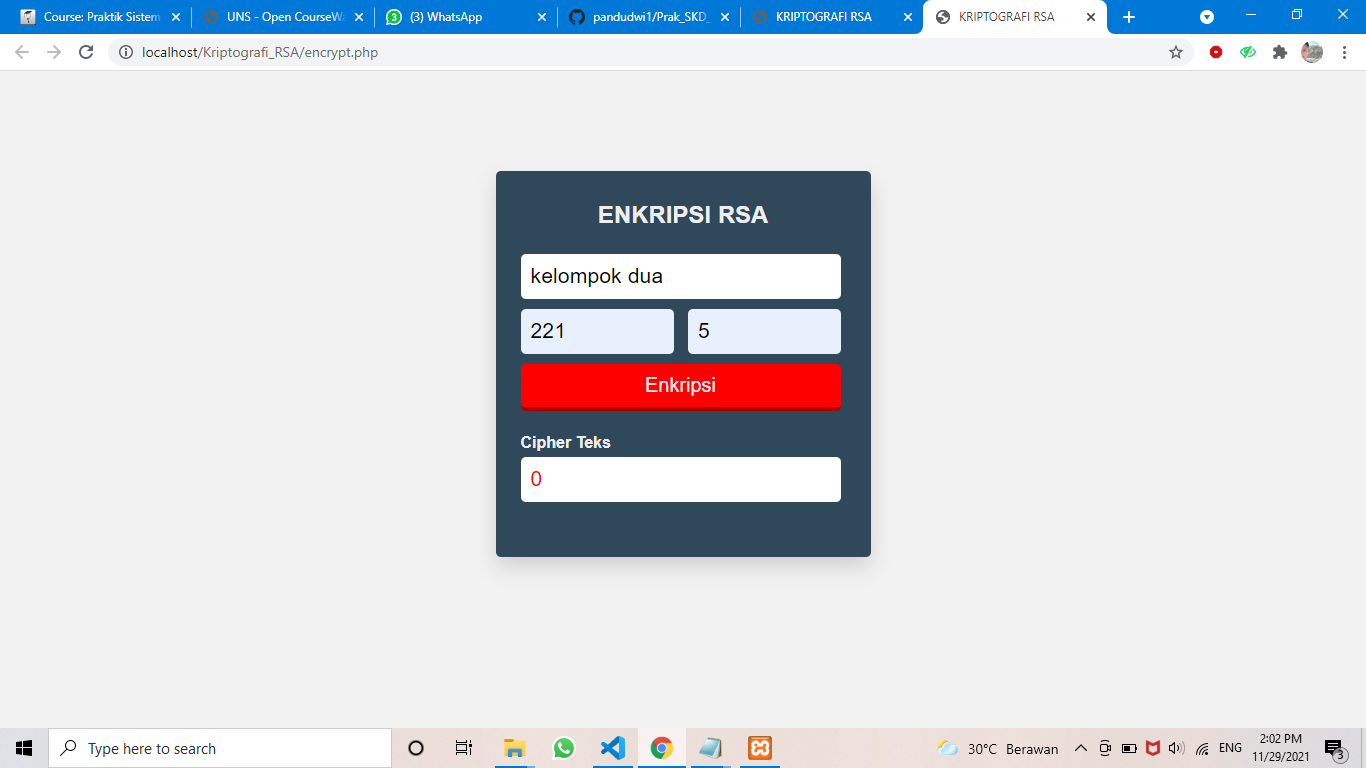 Course: Praktik Sistem
UNS - Open CourseWa
(3) WhatsApp
pandudwi1/Prak_SKD_
KRIPTOGRAFI RSA
KRIPTOGRAFI RSA
localhost/Kriptografi_RSA/encrypt.php
ENKRIPSI RSA
kelompok dua
221
5
Enkripsi
Cipher Teks
0
Type here to search
30°C Berawan
ENG
2:02 PM
11/29/2021
3